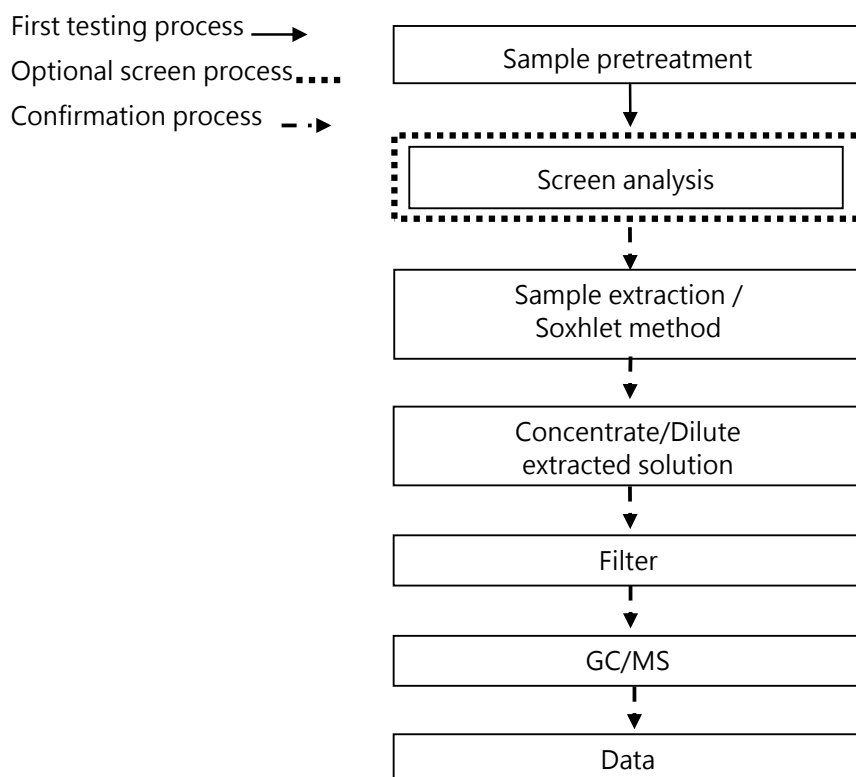 First testing process
Optional screen process
Confirmation process
Sample pretreatment
Screen analysis
Sample extraction /
Soxhlet method
Concentrate/Dilute
extracted solution
Filter
GC/MS
Data